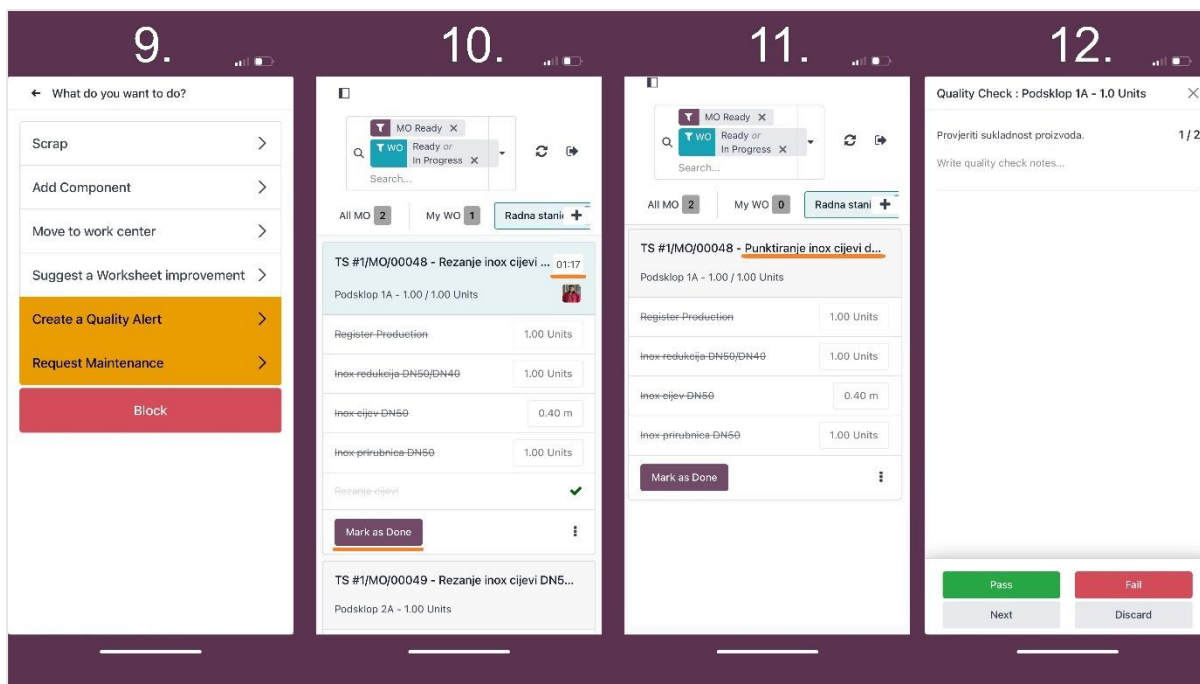 9.
← What do you want to do?
Scrap
Add Component
Move to work center
Suggest a Worksheet improvement
Create a Quality Alert
Request Maintenance
Block
10.
MO Ready X
WO Ready or
In Progress X
Search...
All MO 2 My WO 1 Radna stani +
TS #1/MO/00048 - Rezanje inox cijevi ... 01:17
Podsklop 1A - 1.00 / 1.00 Units
Register Production 1.00 Units
Inox redukcija DN50/DN40 1.00 Units
Inox cijev DN50 0.40 m
Inox prirubnica DN50 1.00 Units
Rezanje cijevi
Mark as Done
TS #1/MO/00049 - Rezanje inox cijevi DN5...
Podsklop 2A - 1.00 Units
11.
MO Ready X
WO Ready or
In Progress X
Search...
All MO 2 My WO 0 Radna stani +
TS #1/MO/00048 - Punktiranje inox cijevi d...
Podsklop 1A - 1.00 / 1.00 Units
Register Production 1.00 Units
Inox redukcija DN50/DN40 1.00 Units
Inox cijev DN50 0.40 m
Inox prirubnica DN50 1.00 Units
Mark as Done
12.
Quality Check : Podsklop 1A - 1.0 Units X
Provjeriti sukladnost proizvoda. 1 / 2
Write quality check notes...
Pass Fail
Next Discard